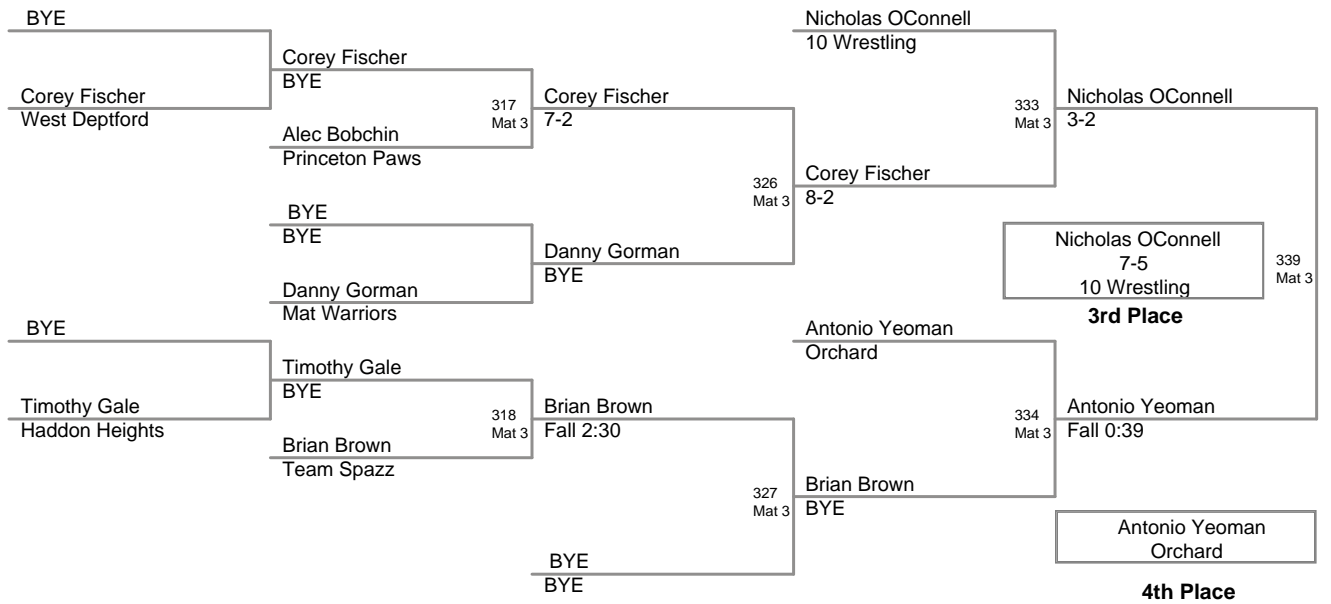 BYE
Corey Fischer
West Deptford
Corey Fischer
BYE
Alec Bobchin
Princeton Paws
317
Mat 3
Corey Fischer
7-2
BYE
BYE
Danny Gorman
Mat Warriors
Danny Gorman
BYE
326
Mat 3
Corey Fischer
8-2
Nicholas OConnell
10 Wrestling
333
Mat 3
Nicholas OConnell
3-2
Nicholas OConnell
7-5
10 Wrestling
3rd Place
339
Mat 3
BYE
Timothy Gale
Haddon Heights
Timothy Gale
BYE
Brian Brown
Team Spazz
318
Mat 3
Brian Brown
Fall 2:30
BYE
BYE
327
Mat 3
Brian Brown
BYE
Antonio Yeoman
Orchard
334
Mat 3
Antonio Yeoman
Fall 0:39
Antonio Yeoman
Orchard
4th Place